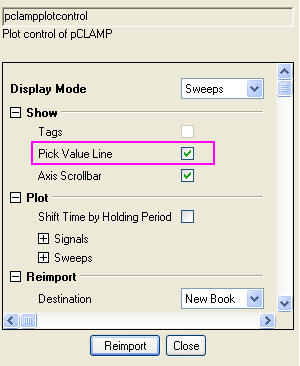 pclampplotcontrol
Plot control of pCLAMP
Display Mode Sweeps
Show
Tags
Pick Value Line
Axis Scrollbar
Plot
Shift Time by Holding Period
Signals
Sweeps
Reimport
Destination New Book
Reimport Close